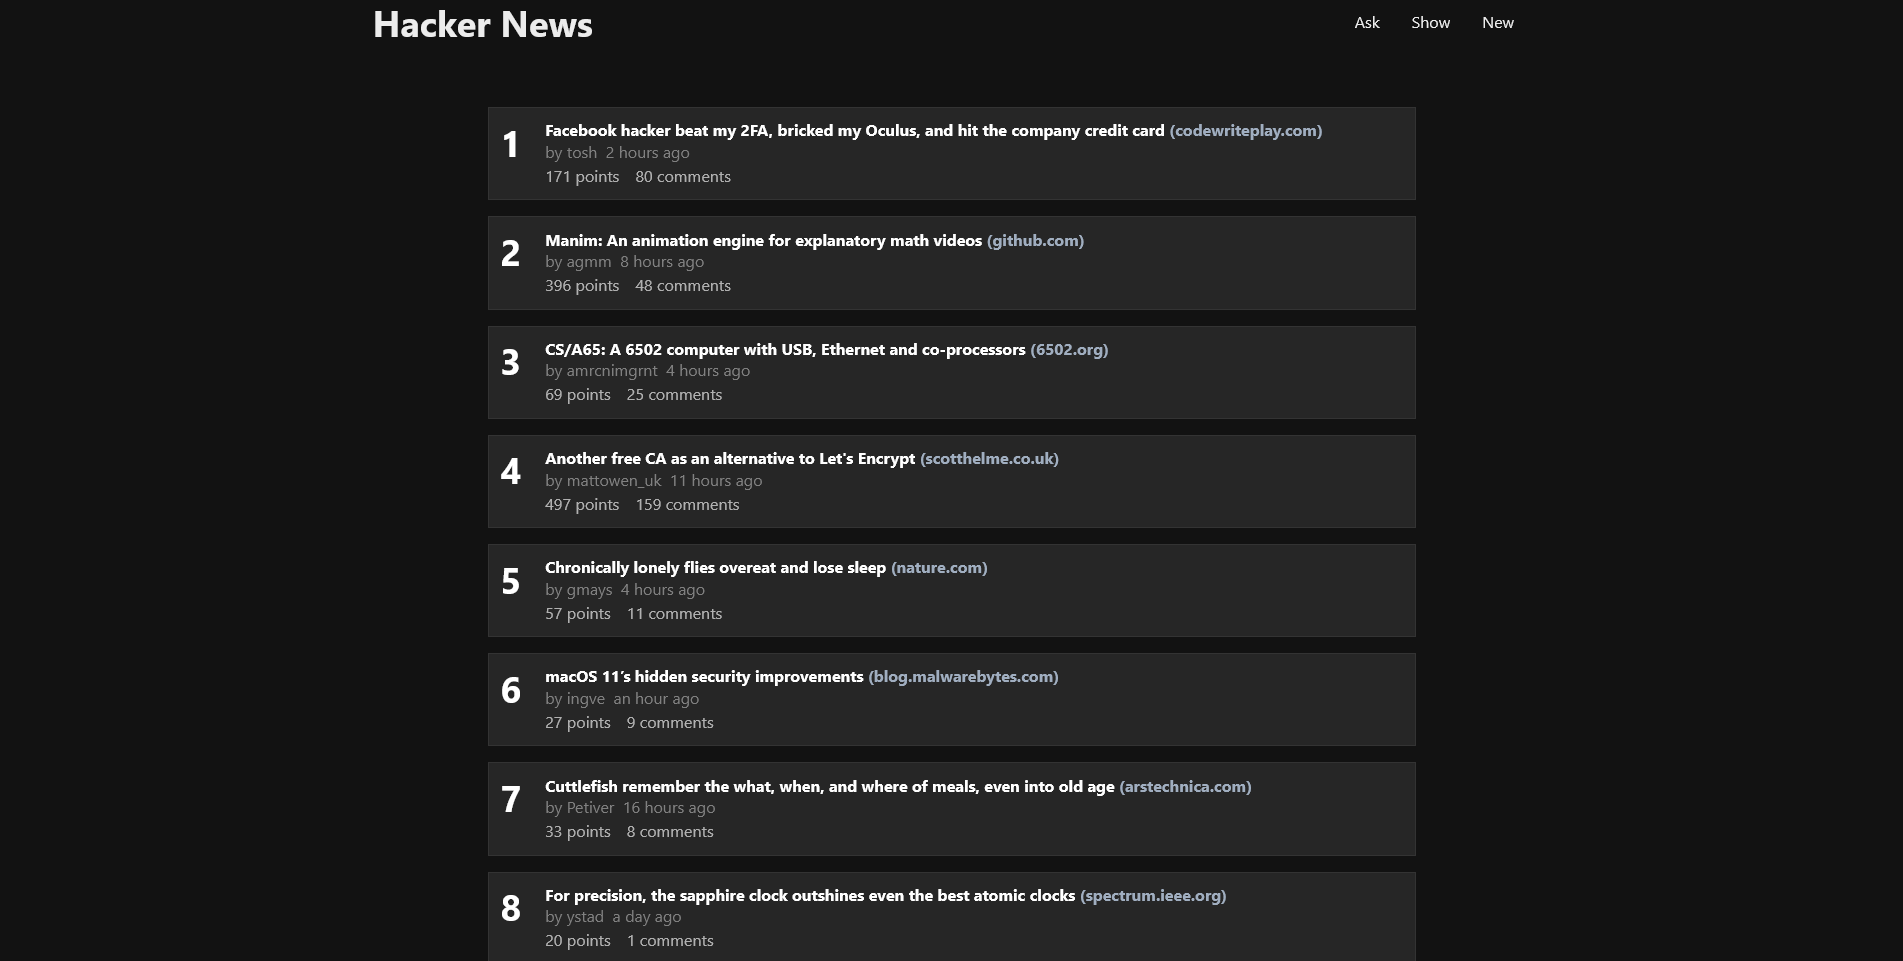 Hacker News
Ask Show New
1
Facebook hacker beat my 2FA, bricked my Oculus, and hit the company credit card (codewriteplay.com)
by tosh 2 hours ago
171 points 80 comments
2
Manim: An animation engine for explanatory math videos (github.com)
by agmm 8 hours ago
396 points 48 comments
3
CS/A65: A 6502 computer with USB, Ethernet and co-processors (6502.org)
by amrcnimgrnt 4 hours ago
69 points 25 comments
4
Another free CA as an alternative to Let's Encrypt (scotthelme.co.uk)
by mattowen_uk 11 hours ago
497 points 159 comments
5
Chronically lonely flies overeat and lose sleep (nature.com)
by gmays 4 hours ago
57 points 11 comments
6
macOS 11’s hidden security improvements (blog.malwarebytes.com)
by ingve an hour ago
27 points 9 comments
7
Cuttlefish remember the what, when, and where of meals, even into old age (arstechnica.com)
by Petiver 16 hours ago
33 points 8 comments
8
For precision, the sapphire clock outshines even the best atomic clocks (spectrum.ieee.org)
by ystad a day ago
20 points 1 comments